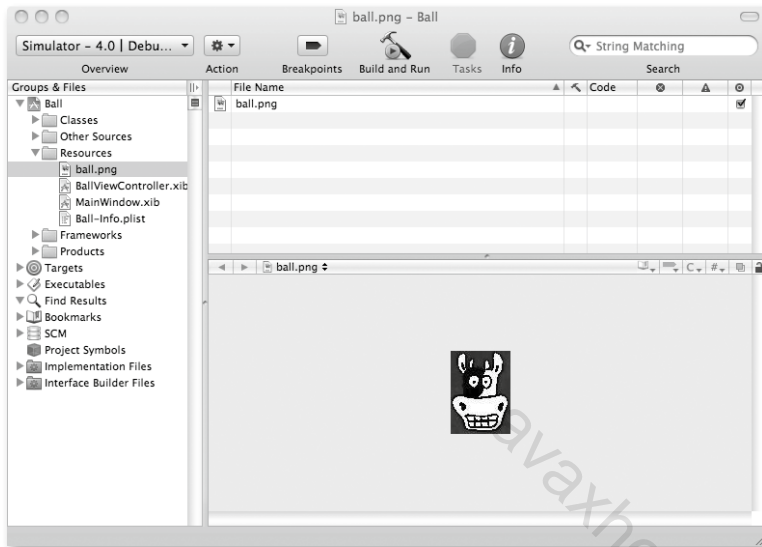 ball.png – Ball
Simulator – 4.0 | Debu...
String Matching
Overview
Action
Breakpoints
Build and Run
Tasks
Info
Search
Groups & Files
File Name
Code
Ball
ball.png
Classes
Other Sources
Resources
ball.png
BallViewController.xib
MainWindow.xib
Ball-Info.plist
Frameworks
Products
Targets
ball.png
C
#
Executables
Find Results
Bookmarks
SCM
Project Symbols
Implementation Files
Interface Builder Files
avaxhe